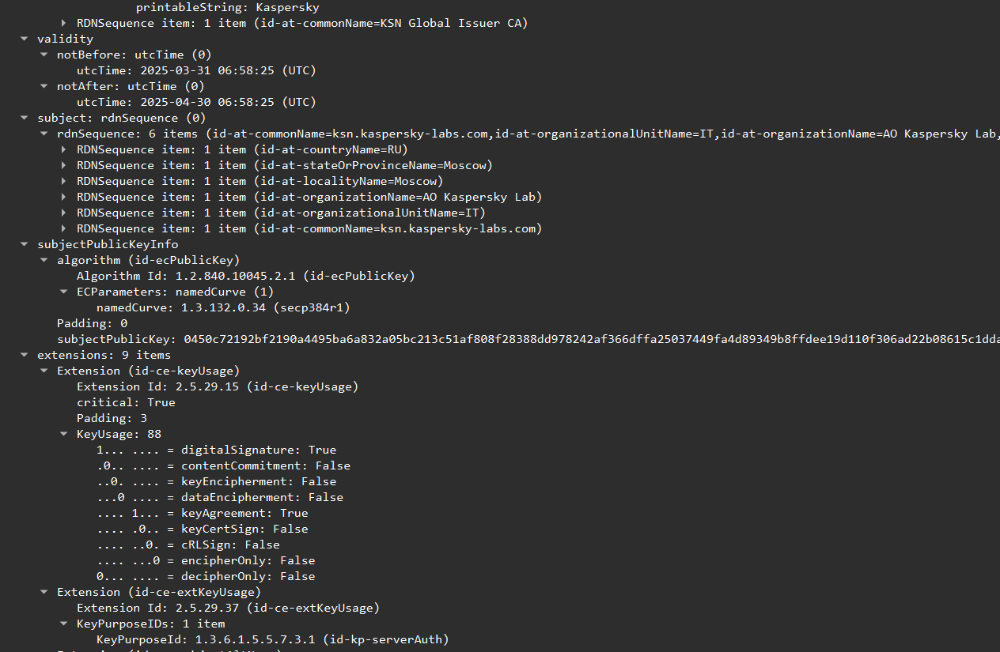 printableString: Kaspersky
RDNSequence item: 1 item (id-at-commonName=KSN Global Issuer CA)
validity
notBefore: utcTime (0)
utcTime: 2025-03-31 06:58:25 (UTC)
notAfter: utcTime (0)
utcTime: 2025-04-30 06:58:25 (UTC)
subject: rdnSequence (0)
rdnSequence: 6 items (id-at-commonName=ksn.kaspersky-labs.com,id-at-organizationalUnitName=IT,id-at-organizationName=AO Kaspersky Lab,
RDNSequence item: 1 item (id-at-countryName=RU)
RDNSequence item: 1 item (id-at-stateOrProvinceName=Moscow)
RDNSequence item: 1 item (id-at-localityName=Moscow)
RDNSequence item: 1 item (id-at-organizationName=AO Kaspersky Lab)
RDNSequence item: 1 item (id-at-organizationalUnitName=IT)
RDNSequence item: 1 item (id-at-commonName=ksn.kaspersky-labs.com)
subjectPublicKeyInfo
algorithm (id-ecPublicKey)
Algorithm Id: 1.2.840.10045.2.1 (id-ecPublicKey)
ECParameters: namedCurve (1)
namedCurve: 1.3.132.0.34 (secp384r1)
Padding: 0
subjectPublicKey: 0450c72192bf2190a4495ba6a832a05bc213c51af808f28388dd978242af366dffa25037449fa4d89349b8ffdee19d110f306ad22b08615c1dda
extensions: 9 items
Extension (id-ce-keyUsage)
Extension Id: 2.5.29.15 (id-ce-keyUsage)
critical: True
Padding: 3
KeyUsage: 88
1... .... = digitalSignature: True
.0.. .... = contentCommitment: False
..0. .... = keyEncipherment: False
...0 .... = dataEncipherment: False
.... 1... = keyAgreement: True
.... .0.. = keyCertSign: False
.... ..0. = cRLSign: False
.... ...0 = encipherOnly: False
0... .... = decipherOnly: False
Extension (id-ce-extKeyUsage)
Extension Id: 2.5.29.37 (id-ce-extKeyUsage)
KeyPurposeIDs: 1 item
KeyPurposeId: 1.3.6.1.5.5.7.3.1 (id-kp-serverAuth)